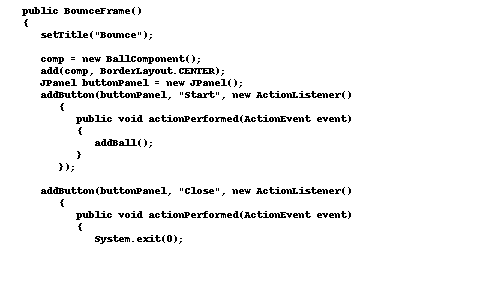 public BounceFrame()
{
setTitle("Bounce");
comp = new BallComponent();
add(comp, BorderLayout.CENTER);
JPanel buttonPanel = new JPanel();
addButton(buttonPanel, "Start", new ActionListener()
{
public void actionPerformed(ActionEvent event)
{
addBall();
}
});
addButton(buttonPanel, "Close", new ActionListener()
{
public void actionPerformed(ActionEvent event)
{
System.exit(0);